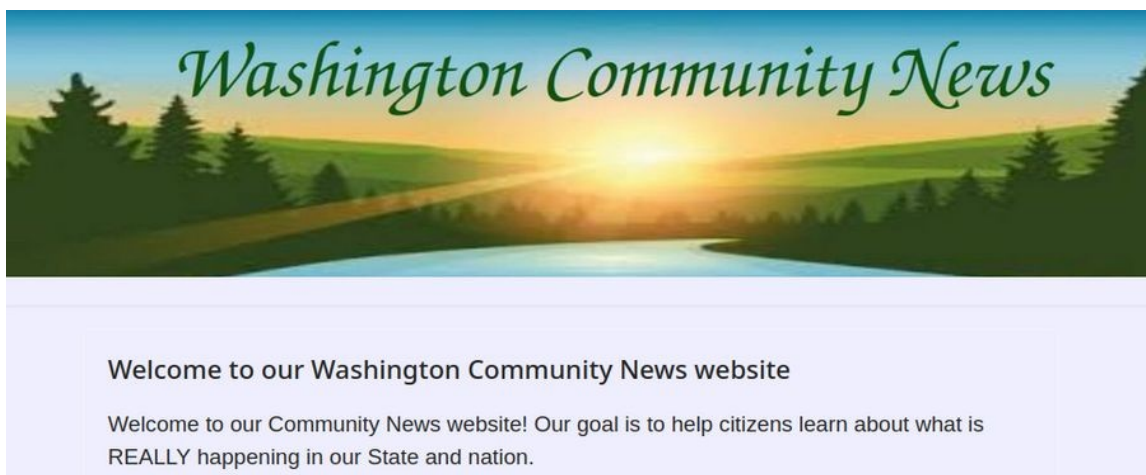 Washington Community News
Welcome to our Washington Community News website
Welcome to our Community News website! Our goal is to help citizens learn about what is
REALLY happening in our State and nation.